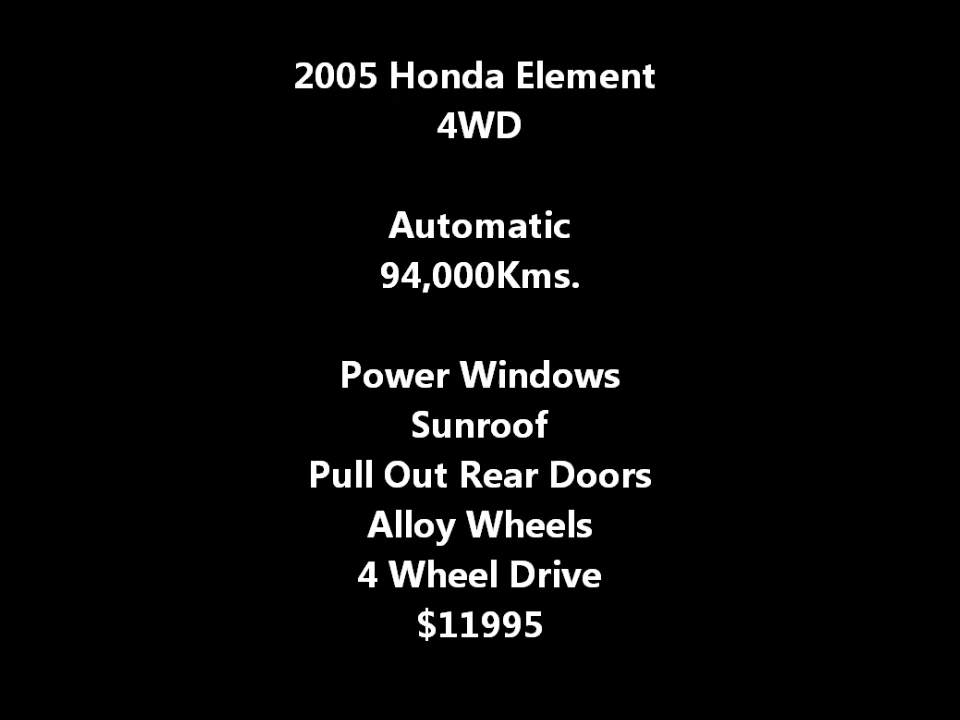 2005 Honda Element
4WD
Automatic
94,000Kms.
Power Windows
Sunroof
Pull Out Rear Doors
Alloy Wheels
4 Wheel Drive
$11995